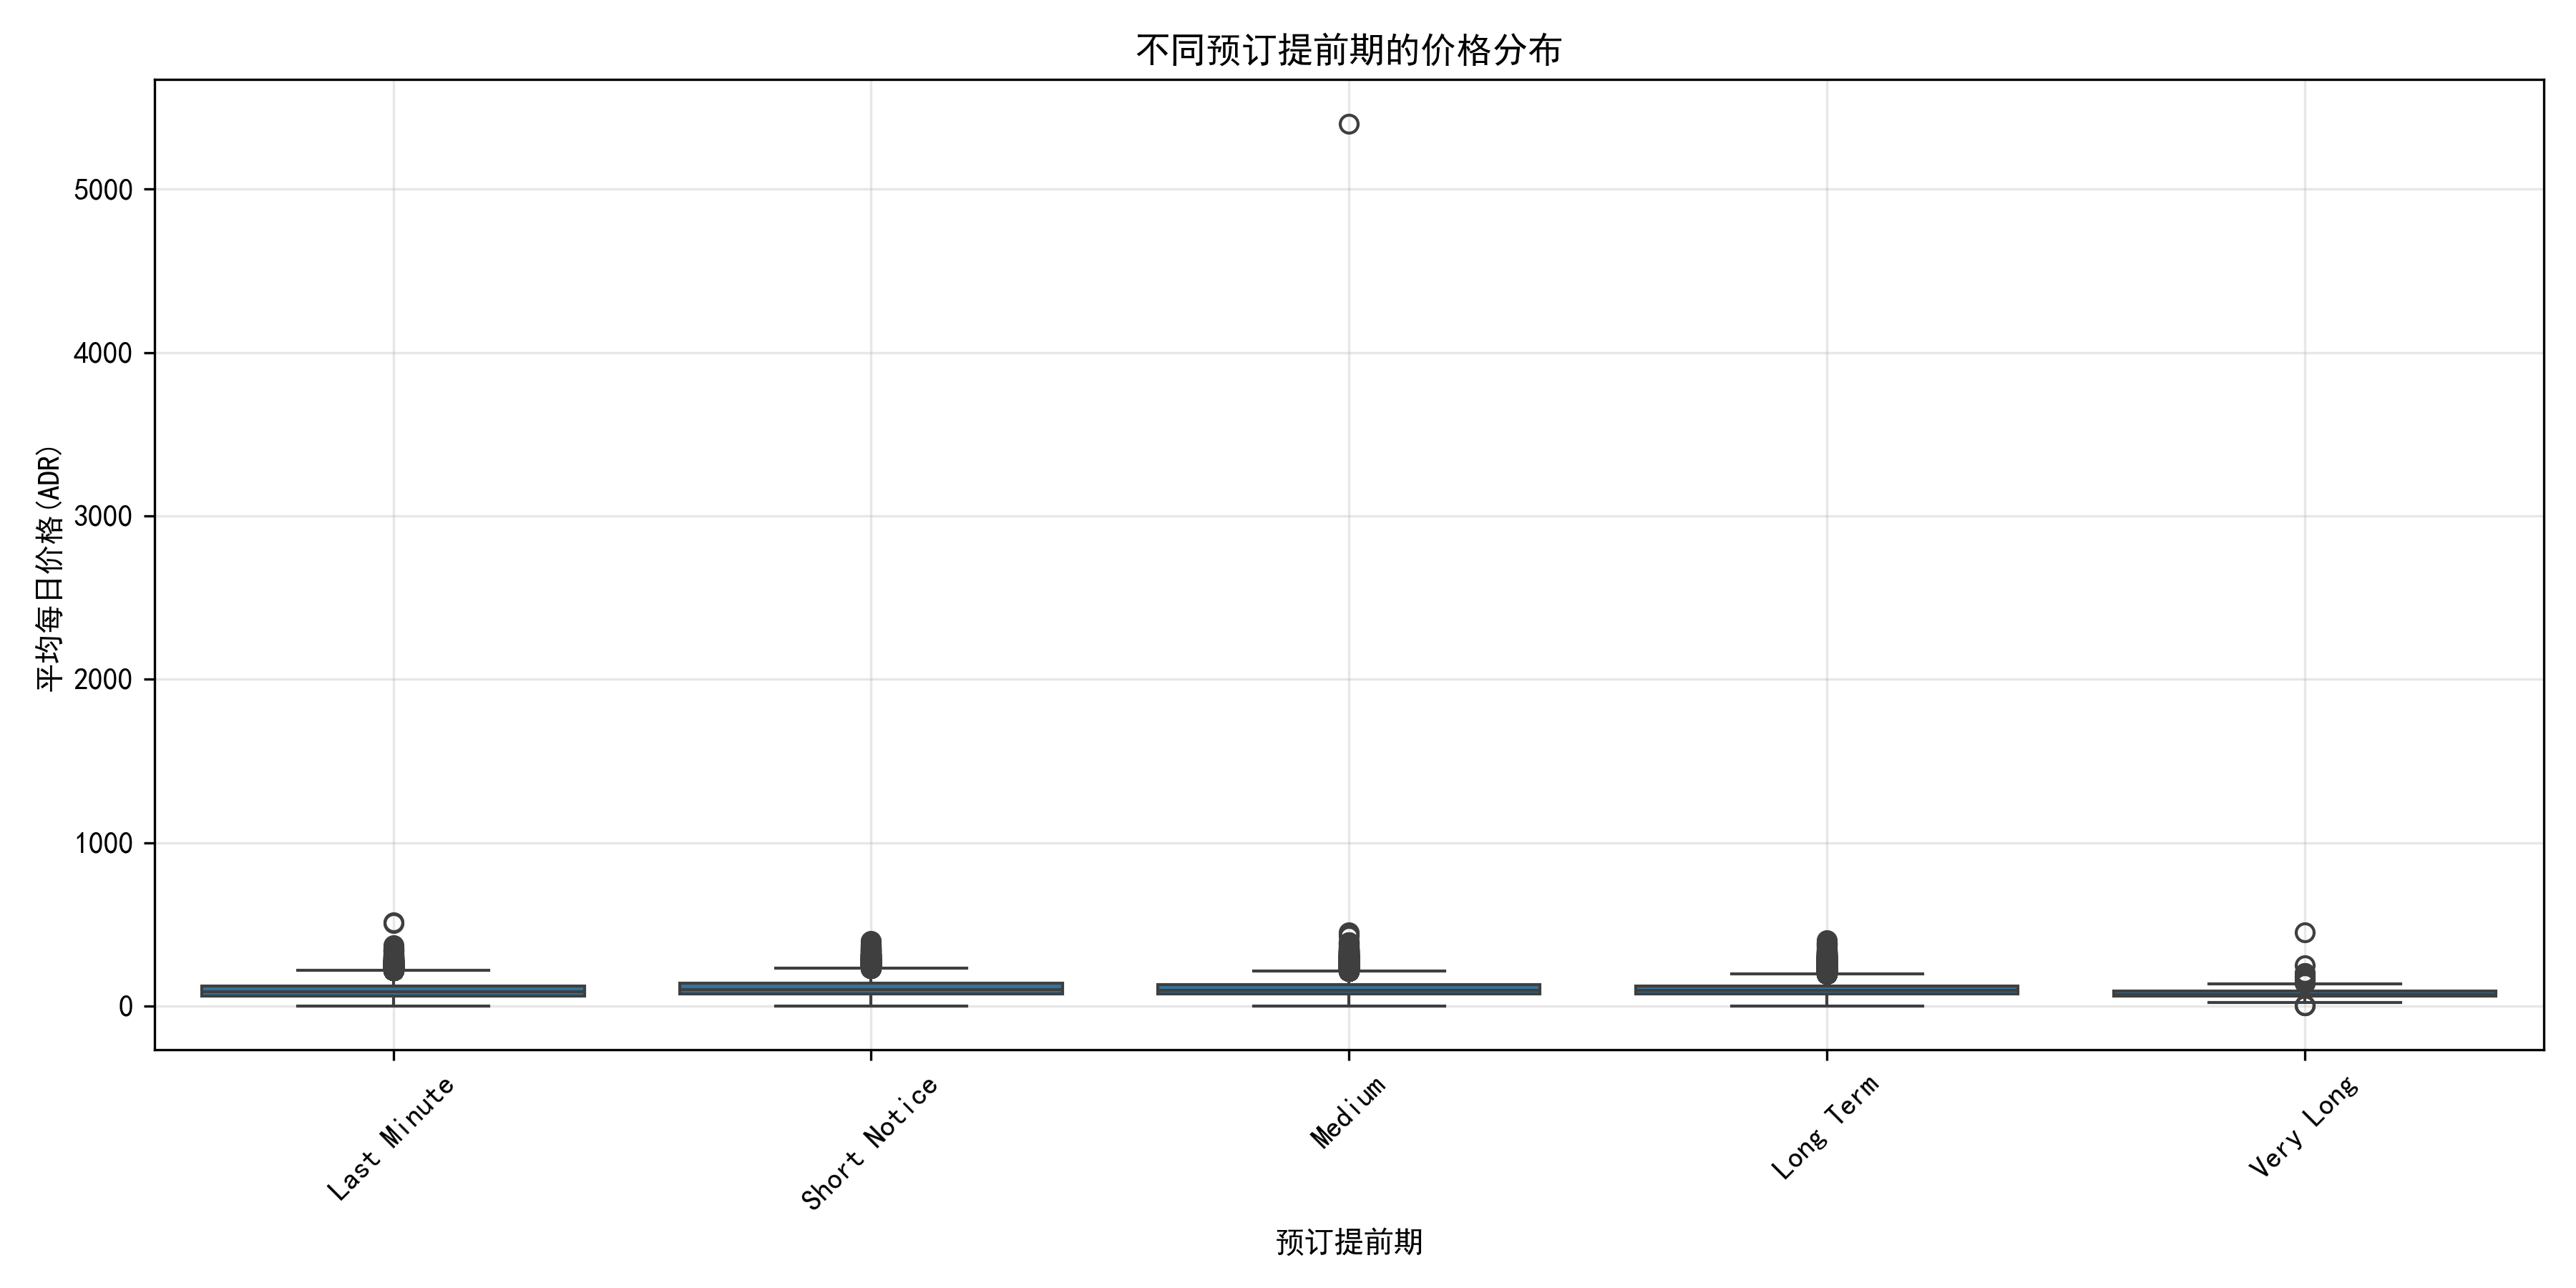 不同预订提前期的价格分布
平均每日价格(ADR)
5000
4000
3000
2000
1000
0
Last Minute
Short Notice
Medium
Long Term
Very Long
预订提前期